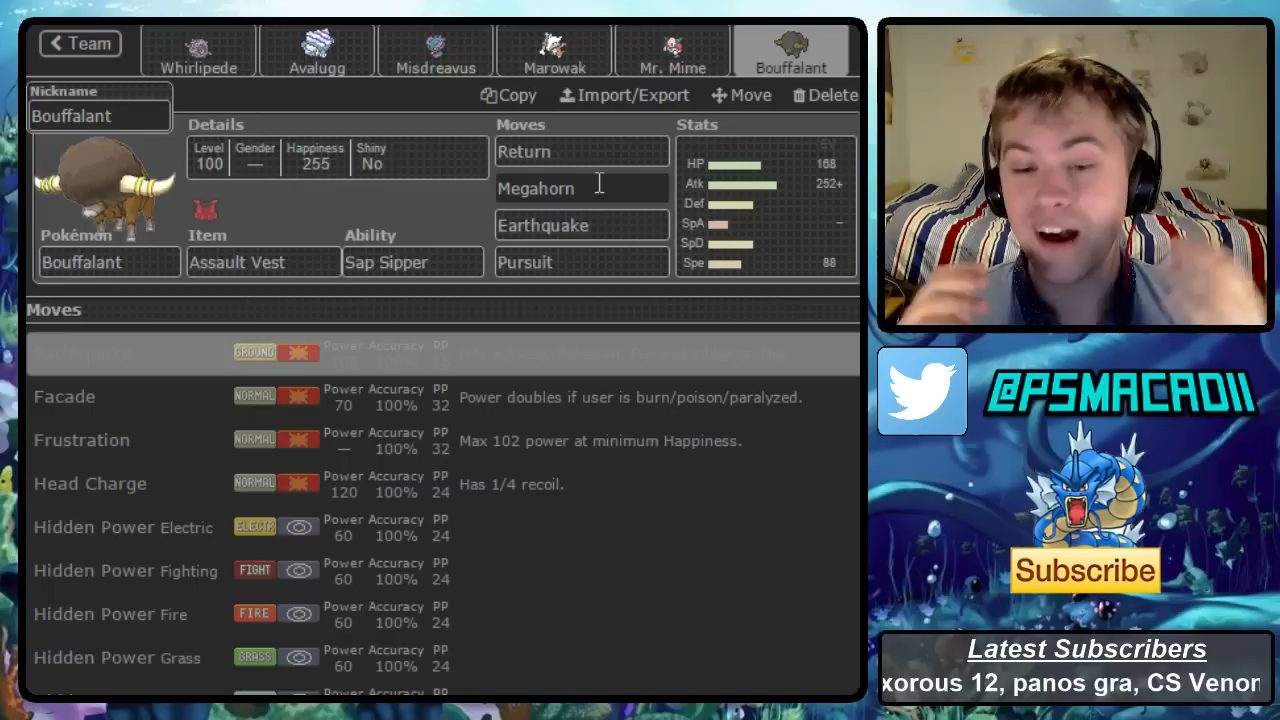 Team
Whirlipede
Avalugg
Misdreavus
Marowak
Mr. Mime
Bouffalant
Nickname
Bouffalant
Copy
Import/Export
Move
Delete
Details
Level
100
Gender
—
Happiness
255
Shiny
No
Moves
Return
Megahorn
Earthquake
Pursuit
Stats
EV
HP 168
Atk 252+
Def
SpA –
SpD
Spe 88
Pokémon
Bouffalant
Item
Assault Vest
Ability
Sap Sipper
Moves
GROUND Power Accuracy PP
Facade NORMAL Power 70 Accuracy 100% PP 32 Power doubles if user is burn/poison/paralyzed.
Frustration NORMAL Power — Accuracy 100% PP 32 Max 102 power at minimum Happiness.
Head Charge NORMAL Power 120 Accuracy 100% PP 24 Has 1/4 recoil.
Hidden Power Electric ELECTR Power 60 Accuracy 100% PP 24
Hidden Power Fighting FIGHT Power 60 Accuracy 100% PP 24
Hidden Power Fire FIRE Power 60 Accuracy 100% PP 24
Hidden Power Grass GRASS Power 60 Accuracy 100% PP 24
@PSMACADII
Subscribe
Latest Subscribers
xorous 12, panos gra, CS Venon